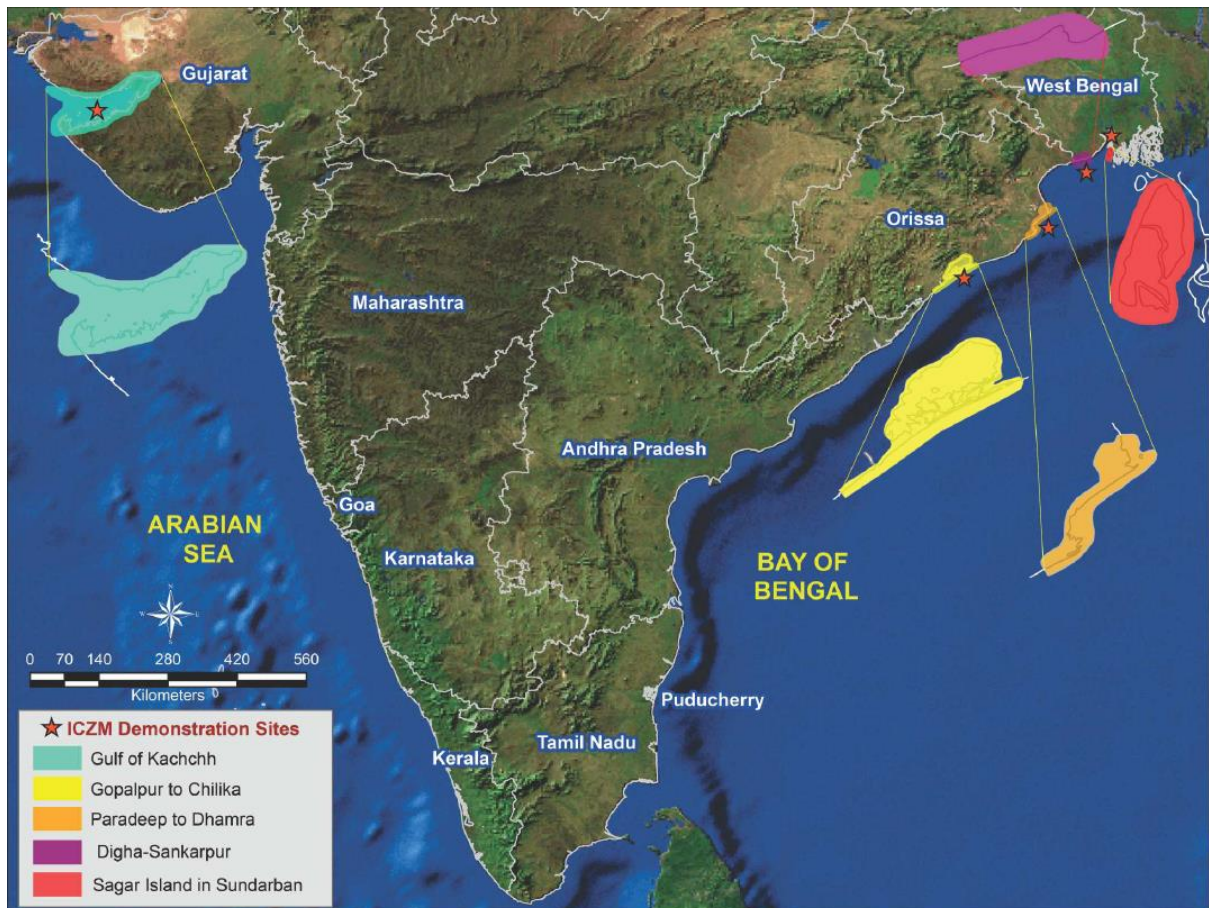 Gujarat
West Bengal
Orissa
Maharashtra
Andhra Pradesh
Goa
ARABIAN
SEA
Karnataka
BAY OF
BENGAL
N
W
E
S
0 70 140 280 420 560
Kilometers
Puducherry
Tamil Nadu
Kerala
ICZM Demonstration Sites
Gulf of Kachchh
Gopalpur to Chilika
Paradeep to Dhamra
Digha-Sankarpur
Sagar Island in Sundarban